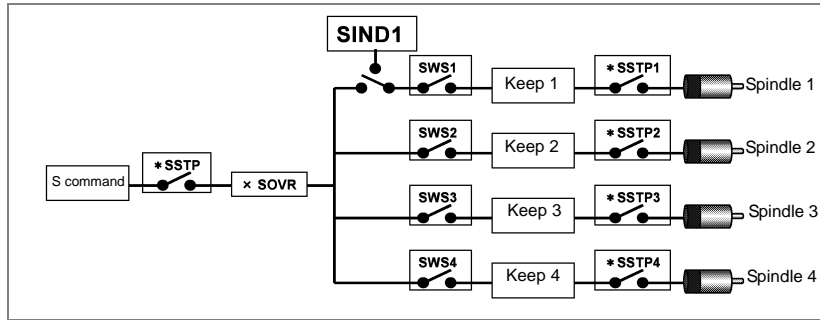 SIND1
SWS1
Keep 1
*SSTP1
Spindle 1
SWS2
Keep 2
*SSTP2
Spindle 2
S command
*SSTP
× SOVR
SWS3
Keep 3
*SSTP3
Spindle 3
SWS4
Keep 4
*SSTP4
Spindle 4